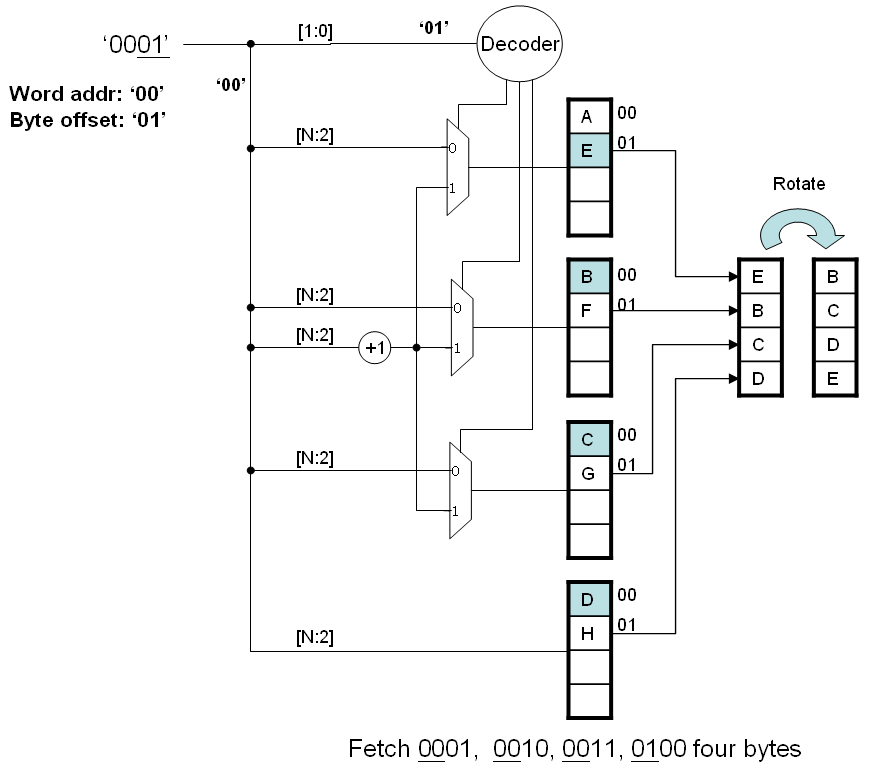 ‘0001’
[1:0]
‘01’
Decoder
‘00’
Word addr: ‘00’
Byte offset: ‘01’
[N:2]
0
1
A
00
E
01
Rotate
[N:2]
0
[N:2]
+1
1
B
00
F
01
E
B
C
D
B
C
D
E
[N:2]
0
1
C
00
G
01
[N:2]
D
00
H
01
Fetch 0001, 0010, 0011, 0100 four bytes